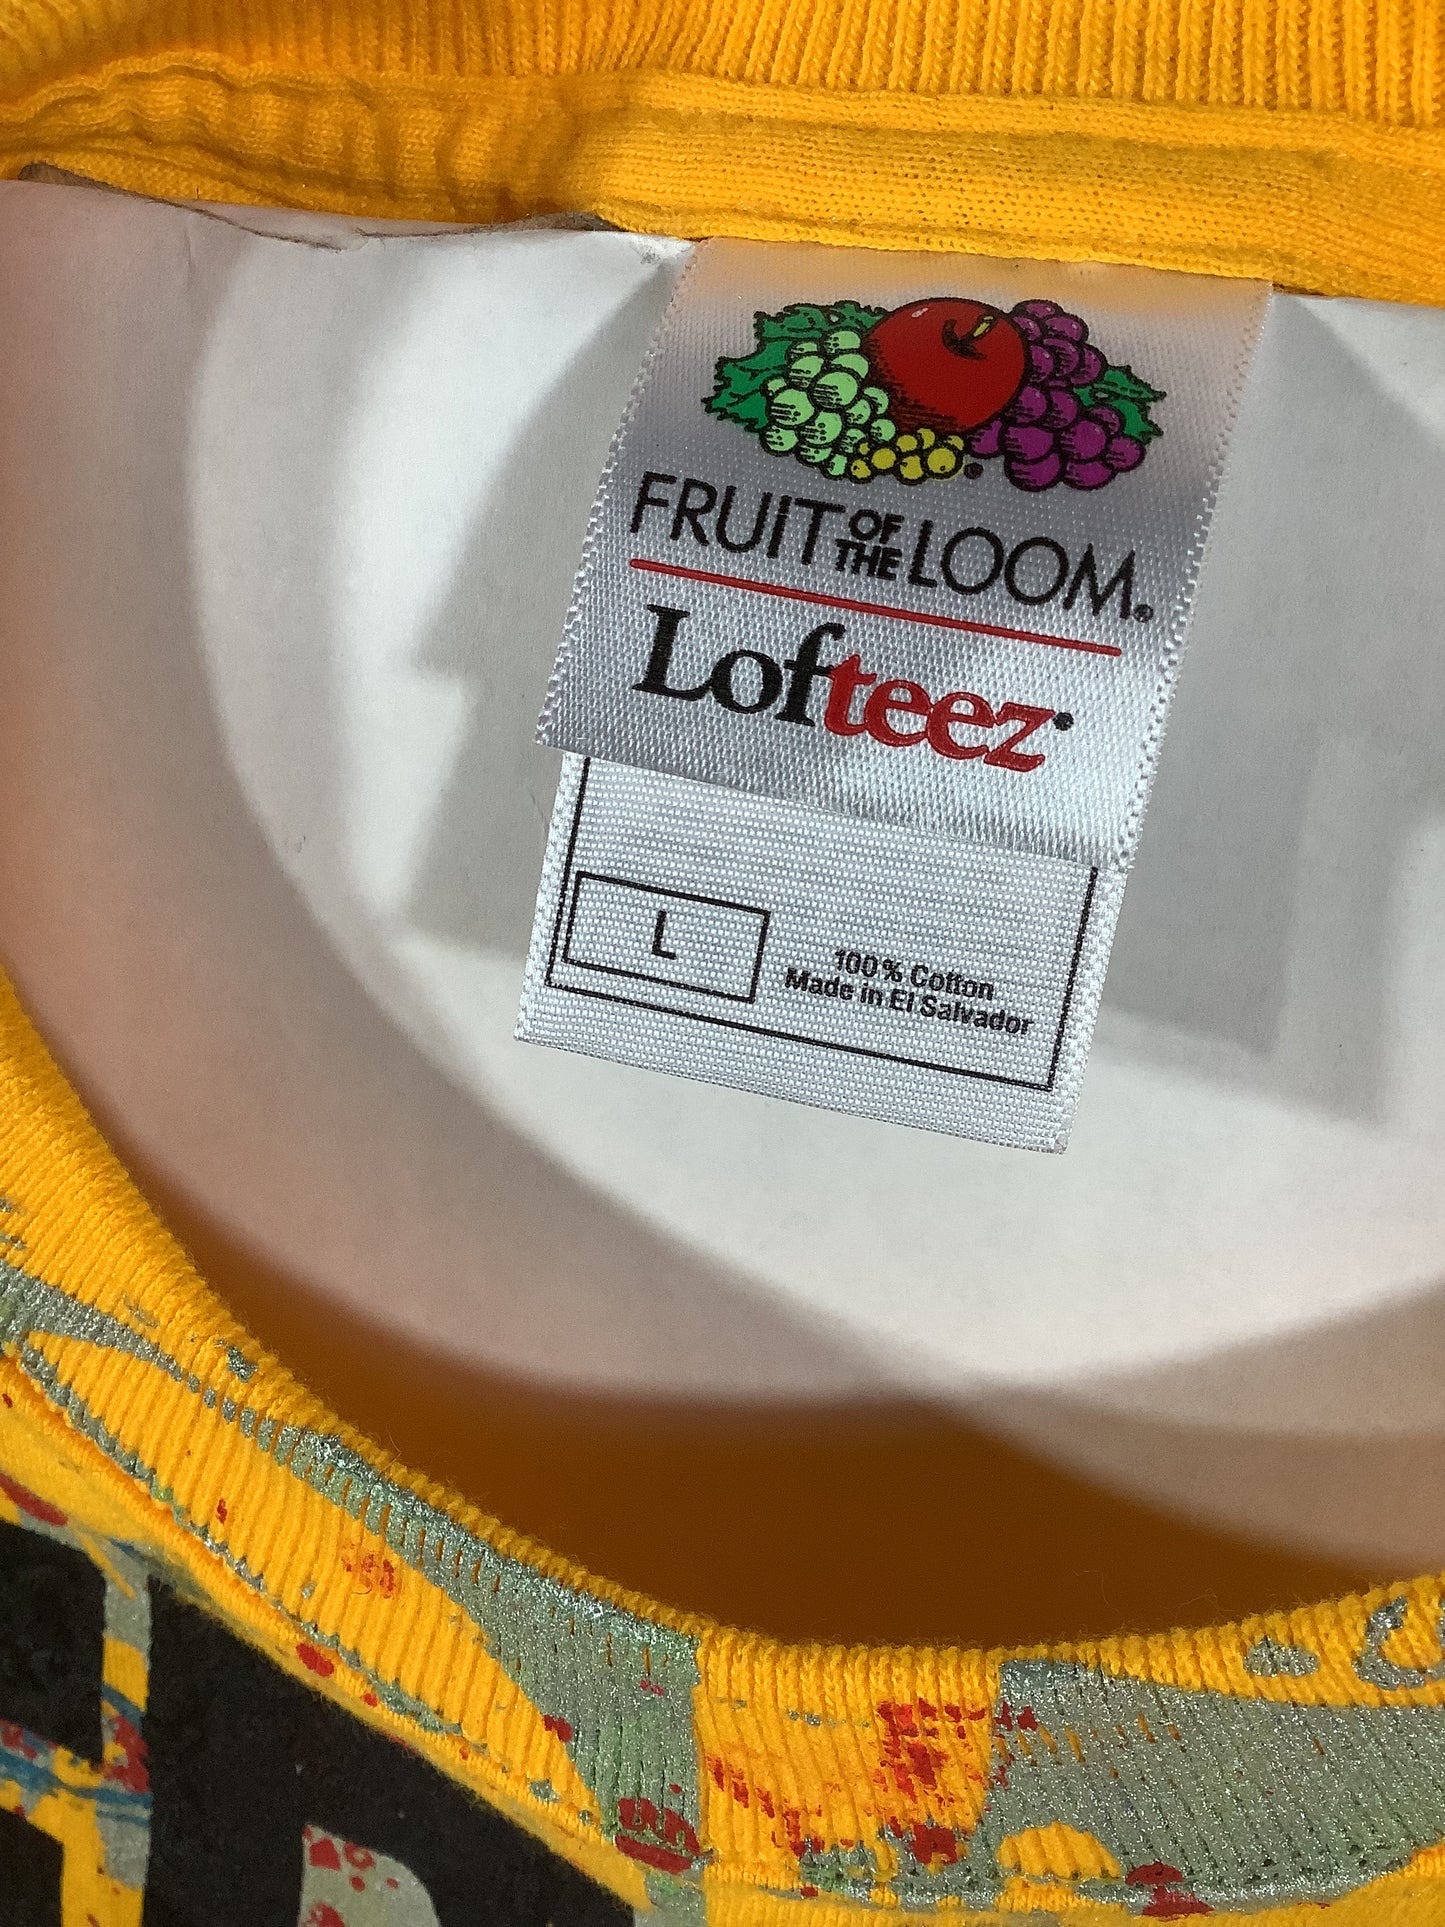 FRUIT OF THE LOOM®
Lofteez
L
100% Cotton
Made in El Salvador